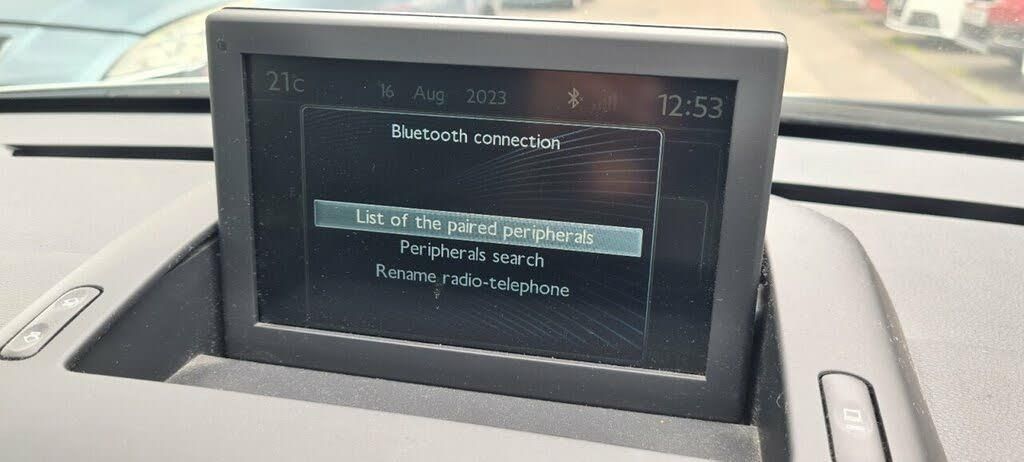 21c 16 Aug 2023 12:53
Bluetooth connection
List of the paired peripherals
Peripherals search
Rename radio-telephone